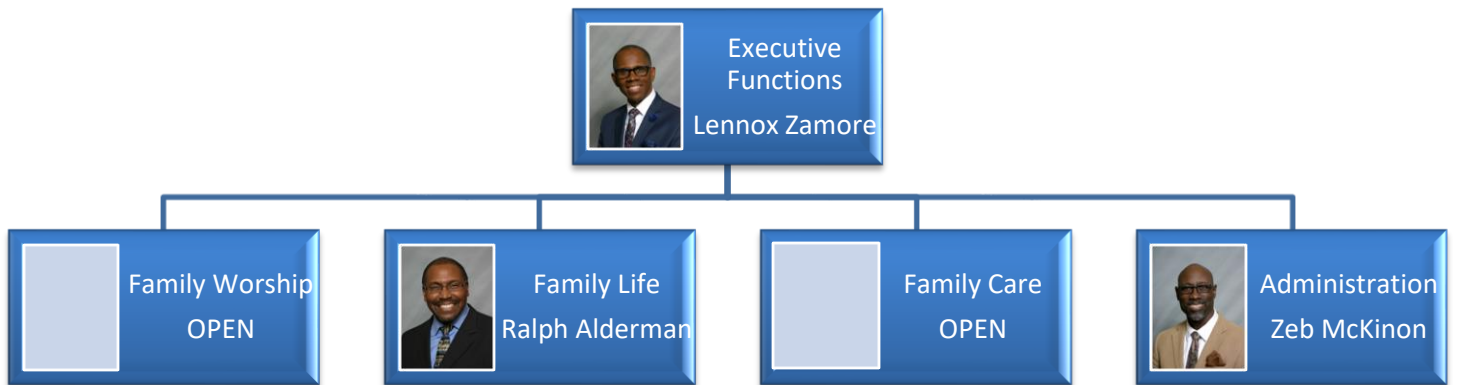 Executive
Functions
Lennox Zamore
Family Worship
OPEN
Family Life
Ralph Alderman
Family Care
OPEN
Administration
Zeb McKinon